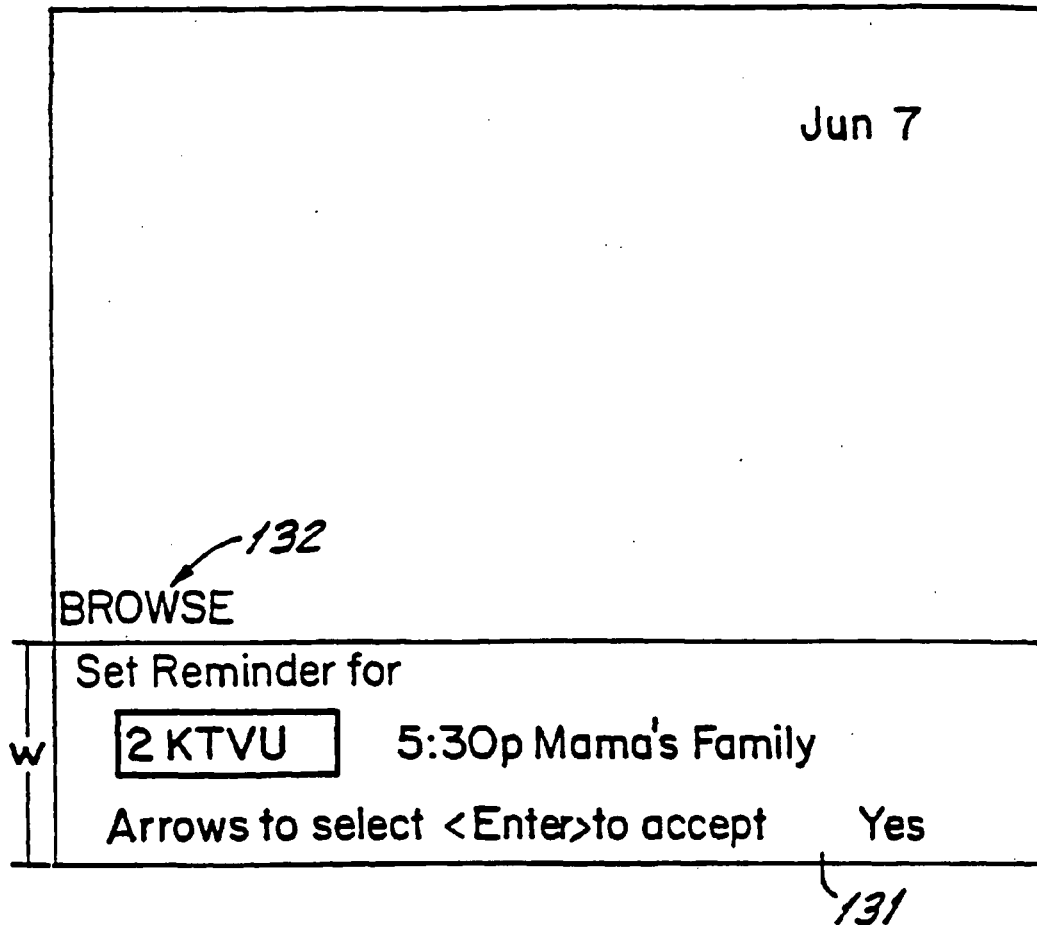 Jun 7
132
BROWSE
Set Reminder for
W
2 KTVU 5:30p Mama's Family
Arrows to select <Enter>to accept Yes
131